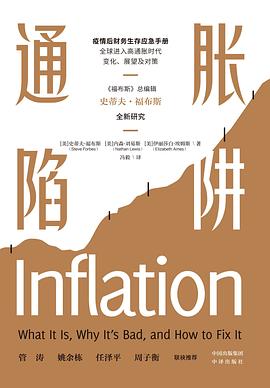 通胀
陷阱
疫情后财务生存应急手册
全球进入高通胀时代
变化、展望及对策
《福布斯》总编辑
史蒂夫·福布斯
全新研究
[美]史蒂夫·福布斯 [美]内森·刘易斯 [美]伊丽莎白·埃姆斯 | 著
(Steve Forbes) (Nathan Lewis) (Elizabeth Ames)
冯毅 | 译
Inflation
What It Is, Why It's Bad, and How to Fix It
管涛 姚余栋 任泽平 周子衡 联袂推荐
中国出版集团
中译出版社